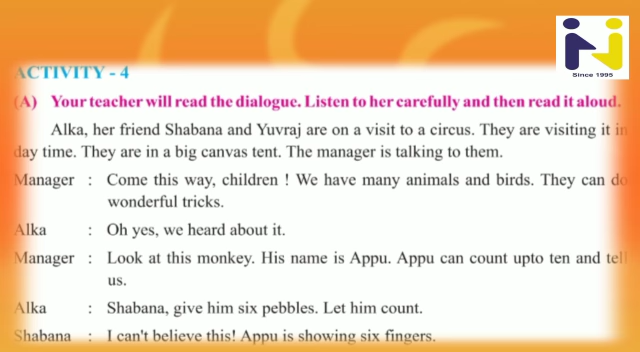 Since 1995
ACTIVITY - 4
(A) Your teacher will read the dialogue. Listen to her carefully and then read it aloud.
Alka, her friend Shabana and Yuvraj are on a visit to a circus. They are visiting it in
day time. They are in a big canvas tent. The manager is talking to them.
Manager : Come this way, children ! We have many animals and birds. They can do
wonderful tricks.
Alka : Oh yes, we heard about it.
Manager : Look at this monkey. His name is Appu. Appu can count upto ten and tell
us.
Alka : Shabana, give him six pebbles. Let him count.
Shabana : I can't believe this! Appu is showing six fingers.